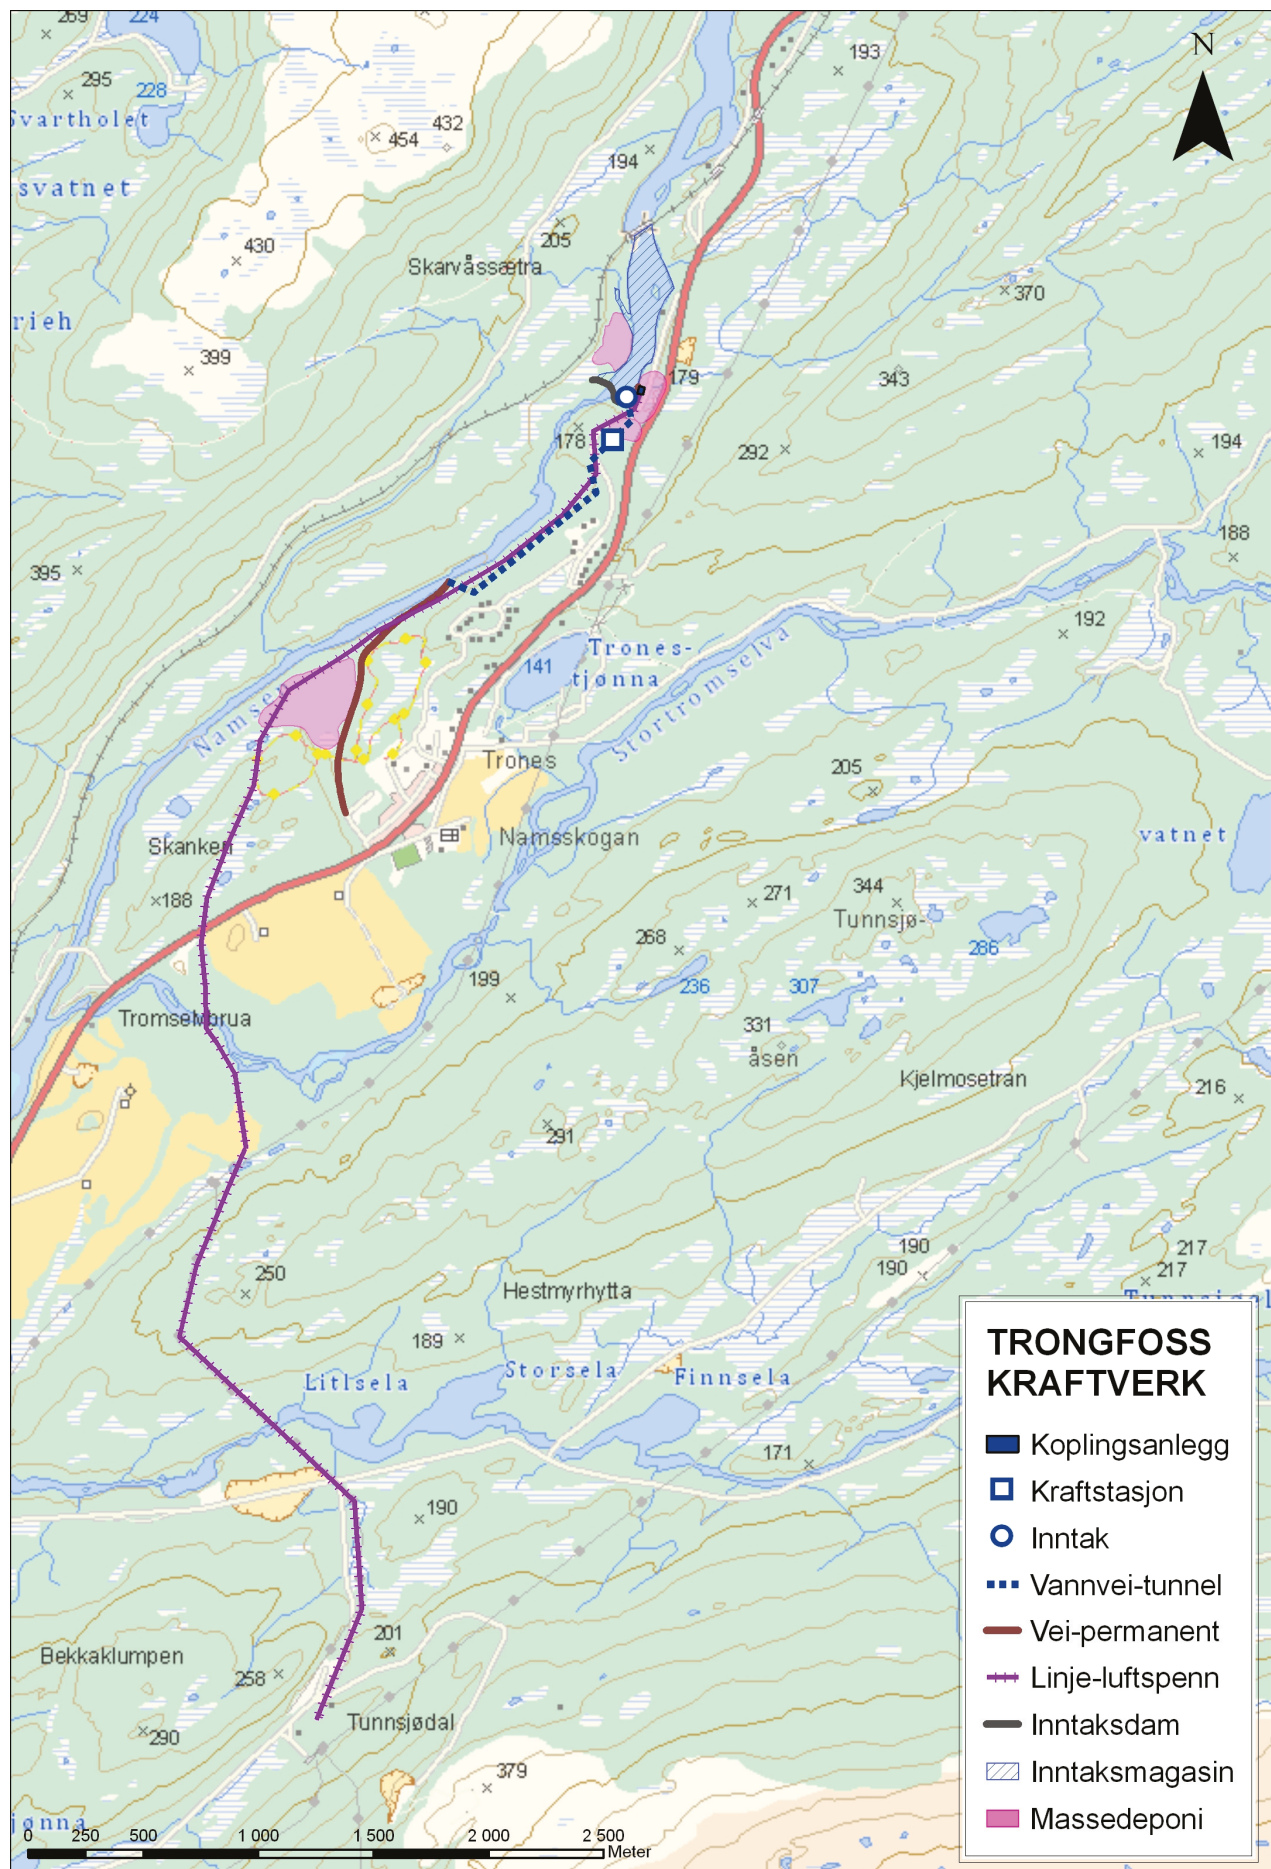 269
224
295
228
Svartholet
432
454
193
N
194
svatnet
205
430
Skarvåssætra
370
rieh
399
179
343
178
292
194
395
188
192
Trones-
tjønna
141
Stortromselva
Namsen
Trones
205
Skanken
Namsskogan
vatnet
188
271
344
Tunnsjø-
268
286
199
236
307
Tromselvbrua
331
åsen
Kjelmosetran
216
291
190
190
217
217
250
Hestmyrhytta
189
Litlsela
Storsela
Finnsela
171
190
201
Bekkaklumpen
258
290
Tunnsjødal
379
jønna
0 250 500 1 000 1 500 2 000 2 500
Meter
TRONGFOSS
KRAFTVERK
Koplingsanlegg
Kraftstasjon
Inntak
Vannvei-tunnel
Vei-permanent
Linje-luftspenn
Inntaksdam
Inntaksmagasin
Massedeponi